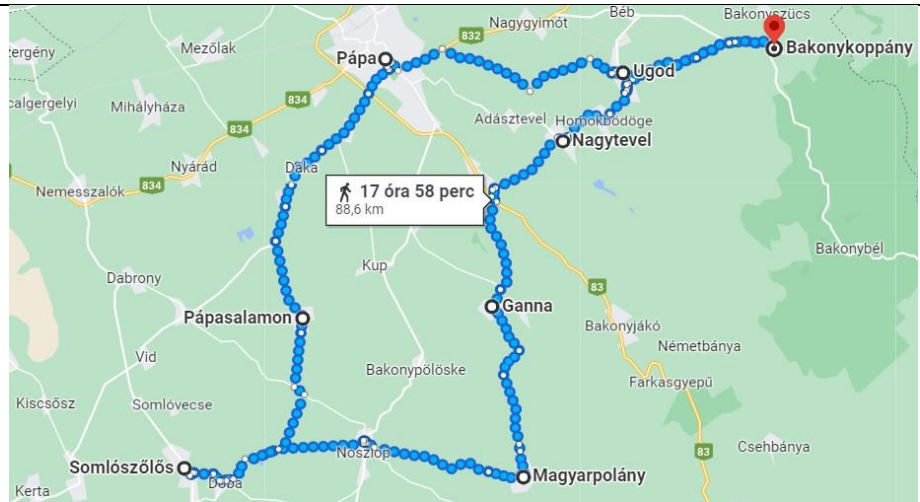 Nagygyimót
Béb
Bakonyszücs
832
zergény
Mezőlak
Pápa
Bakonykoppány
Ugod
calgergelyi
Mihályháza
834
Adásztevel
Homokbödöge
Nagytevel
834
Nyárád
Dáka
Nemesszalók
834
17 óra 58 perc
88,6 km
Bakonybél
Kup
Dabrony
83
Ganna
Pápasalamon
Bakonyjákó
Németbánya
Vid
Bakonypölöske
Farkasgyepű
Kiscsősz
Somlóvecse
Noszlop
83
Csehbánya
Somlószőlős
Doba
Magyarpolány
Kerta